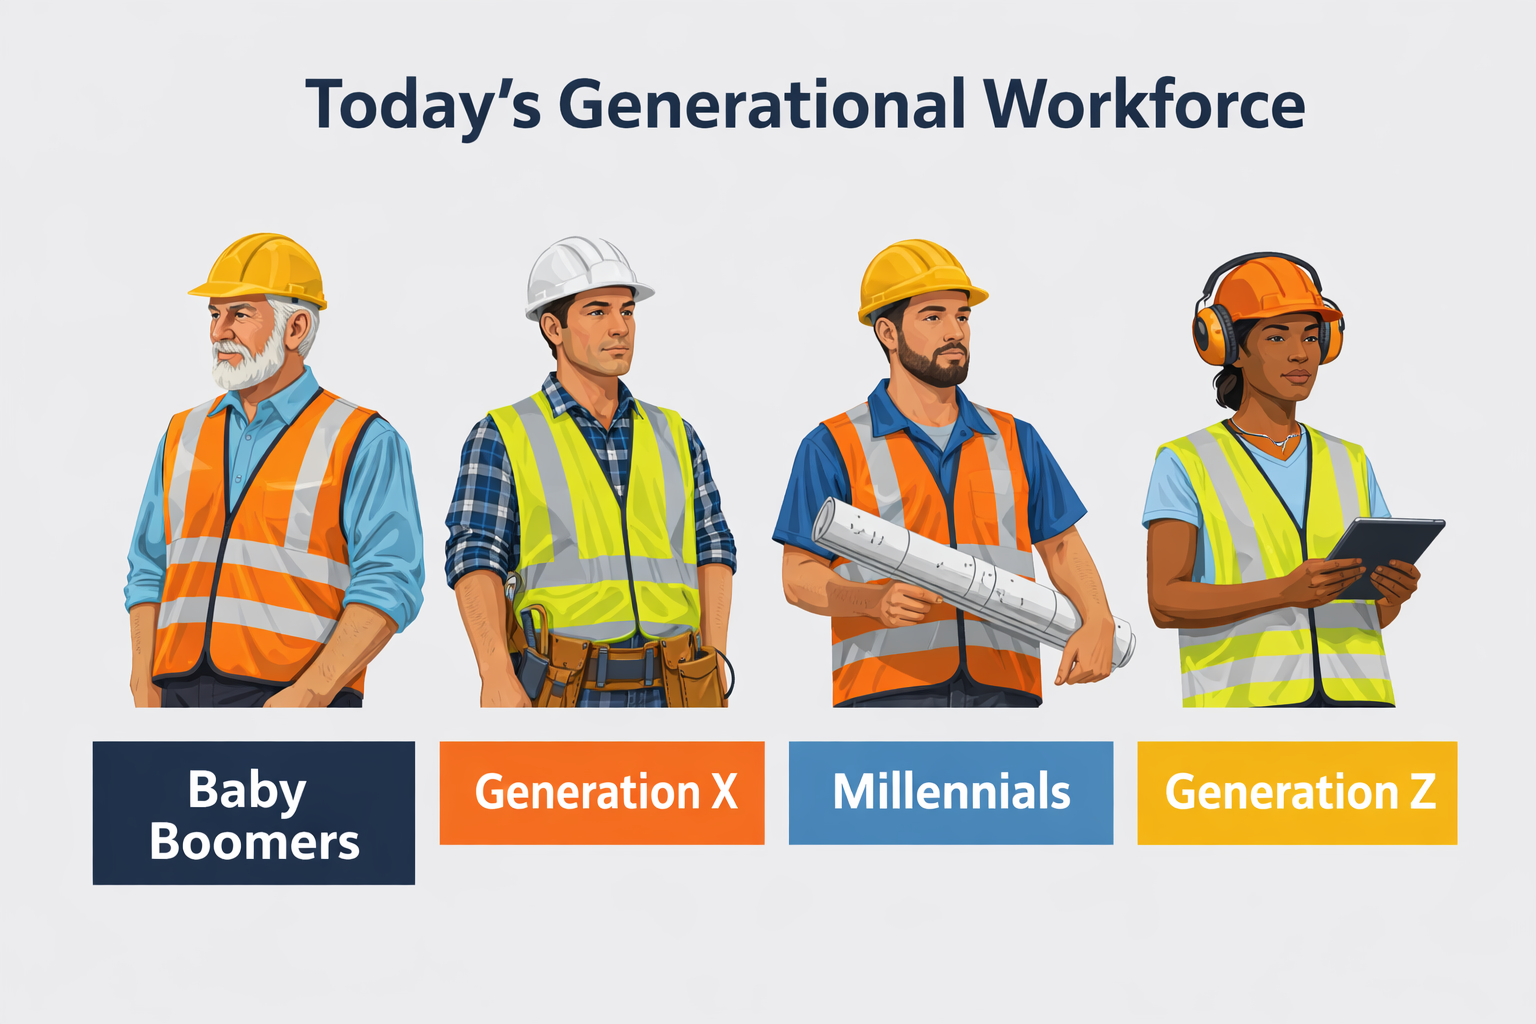 Today’s Generational Workforce
Baby
Boomers
Generation X
Millennials
Generation Z